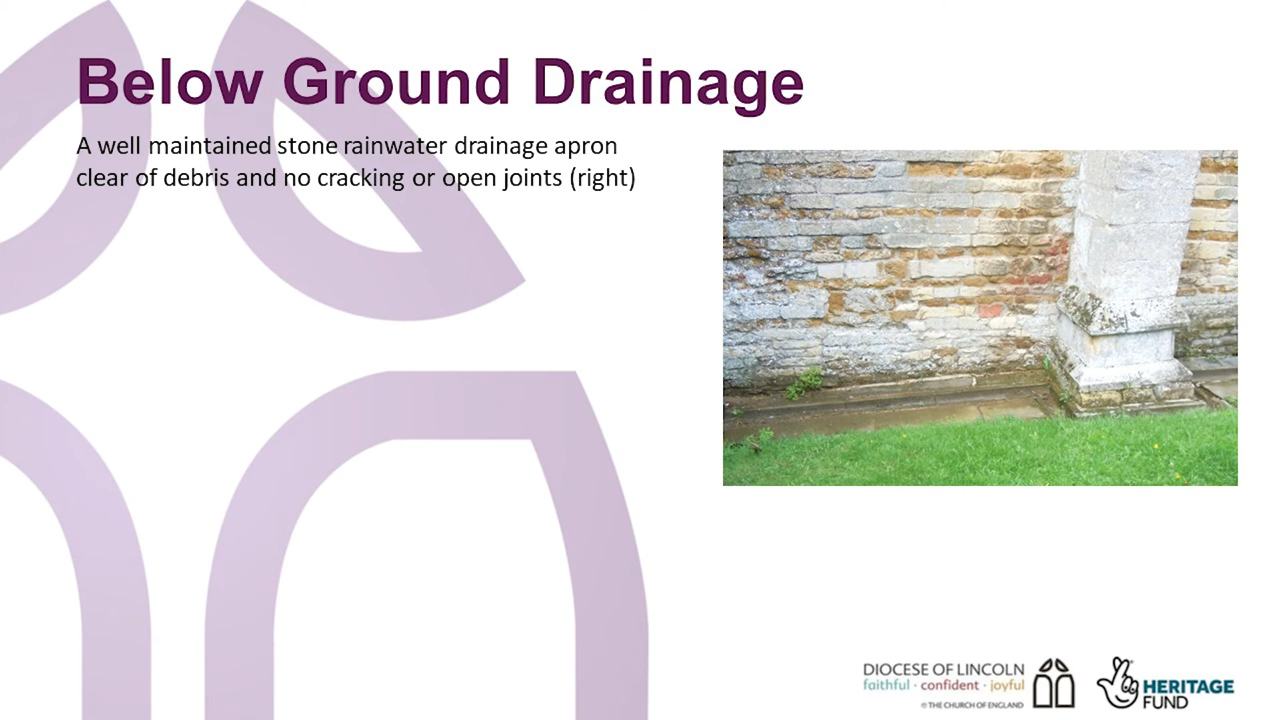 Below Ground Drainage
A well maintained stone rainwater drainage apron
clear of debris and no cracking or open joints (right)
DIOCESE OF LINCOLN
faithful · confident · joyful
© THE CHURCH OF ENGLAND
HERITAGE
FUND